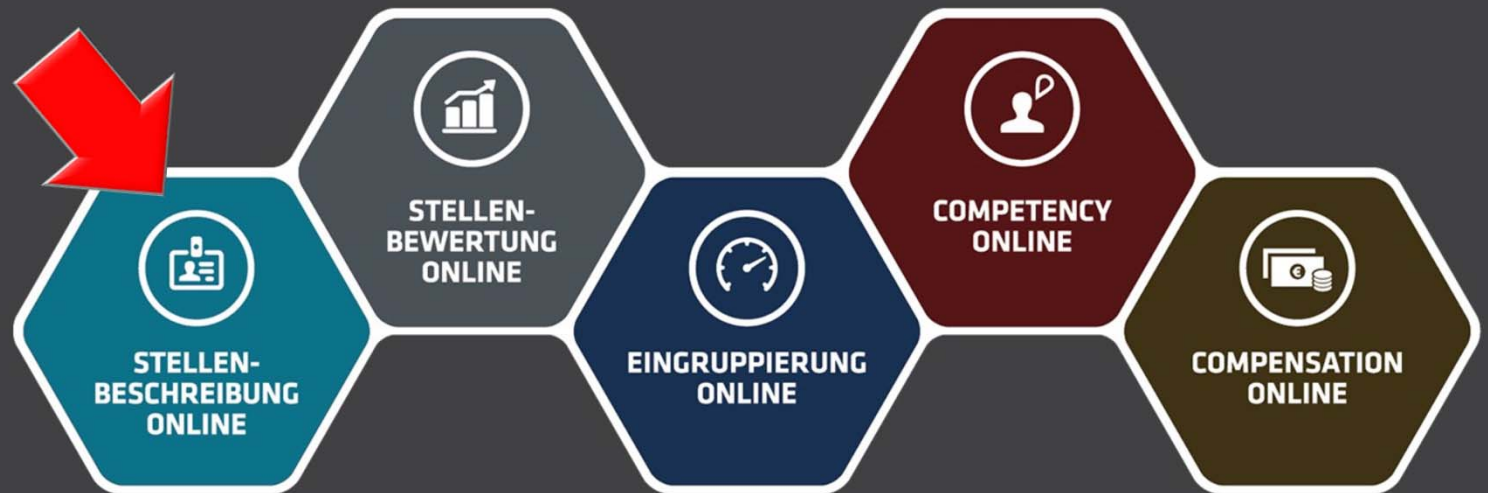 STELLEN-
BESCHREIBUNG
ONLINE
STELLEN-
BEWERTUNG
ONLINE
EINGRUPPIERUNG
ONLINE
COMPETENCY
ONLINE
COMPENSATION
ONLINE